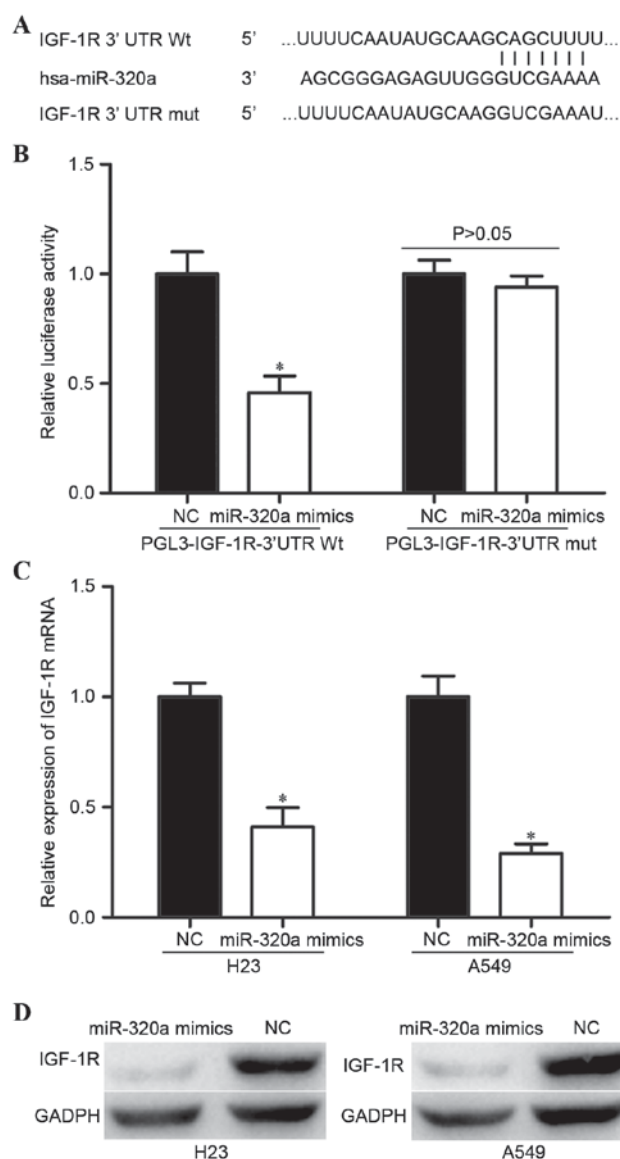 A
IGF-1R 3' UTR Wt 5' ...UUUUCAAUAUGCAAGCAGCUUUU...
hsa-miR-320a 3' AGCGGGAGAGUUGGGUCGAAAA
IGF-1R 3' UTR mut 5' ...UUUUCAAUAUGCAAGGUCGAAAU...
B
Relative luciferase activity
1.5
1.0
0.5
0.0
*
P>0.05
NC miR-320a mimics NC miR-320a mimics
PGL3-IGF-1R-3'UTR Wt PGL3-IGF-1R-3'UTR mut
C
Relative expression of IGF-1R mRNA
1.5
1.0
0.5
0.0
* *
NC miR-320a mimics NC miR-320a mimics
H23 A549
D
miR-320a mimics NC miR-320a mimics NC
IGF-1R IGF-1R
GADPH GADPH
H23 A549